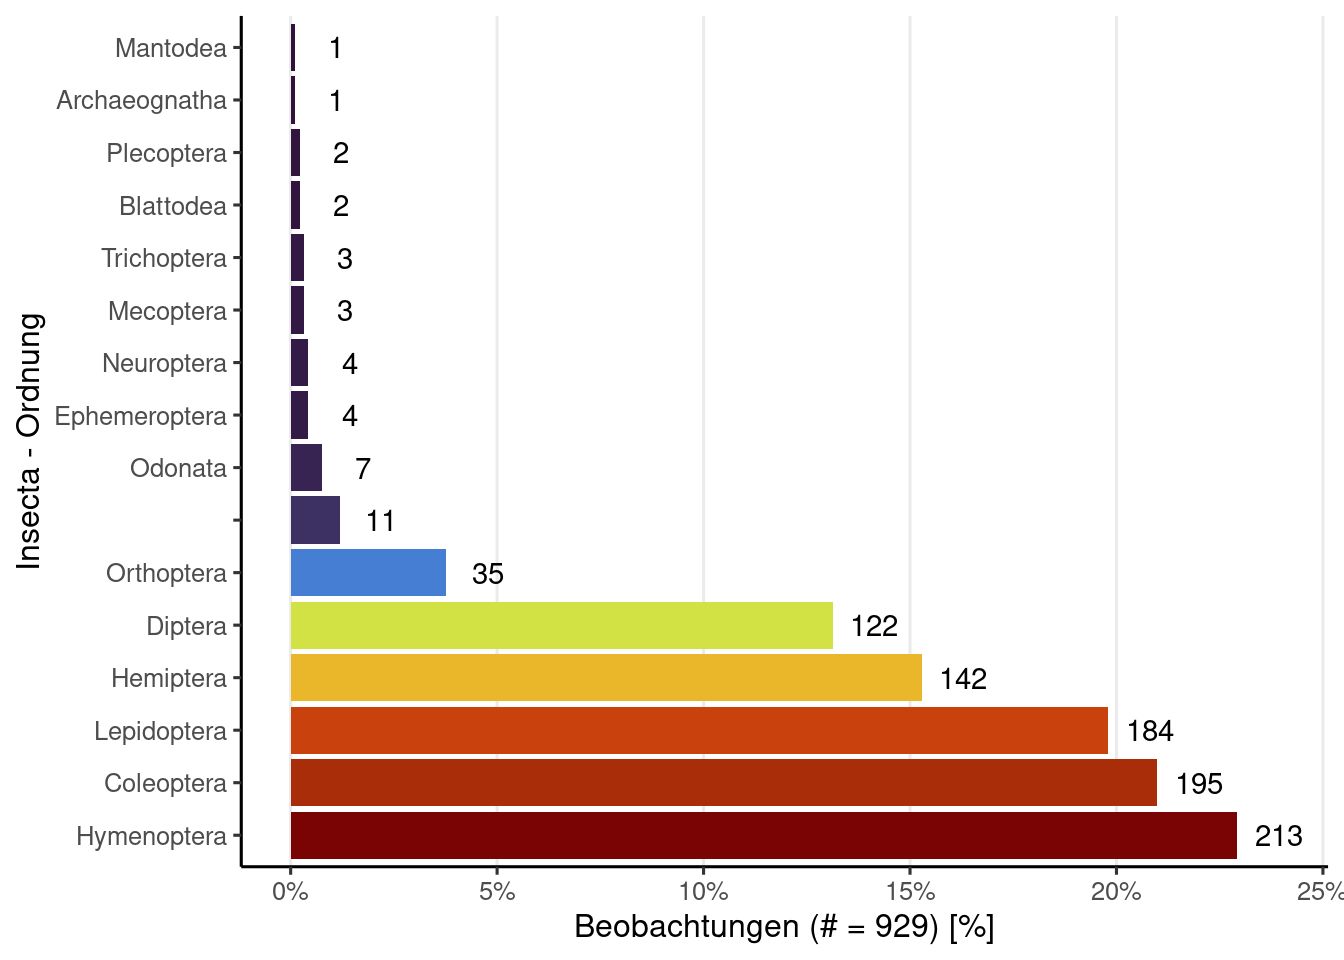 Mantodea 1
Archaeognatha 1
Plecoptera 2
Blattodea 2
Trichoptera 3
Mecoptera 3
Neuroptera 4
Ephemeroptera 4
Odonata 7
11
Orthoptera 35
Diptera 122
Hemiptera 142
Lepidoptera 184
Coleoptera 195
Hymenoptera 213
Insecta - Ordnung
0% 5% 10% 15% 20% 25%
Beobachtungen (# = 929) [%]